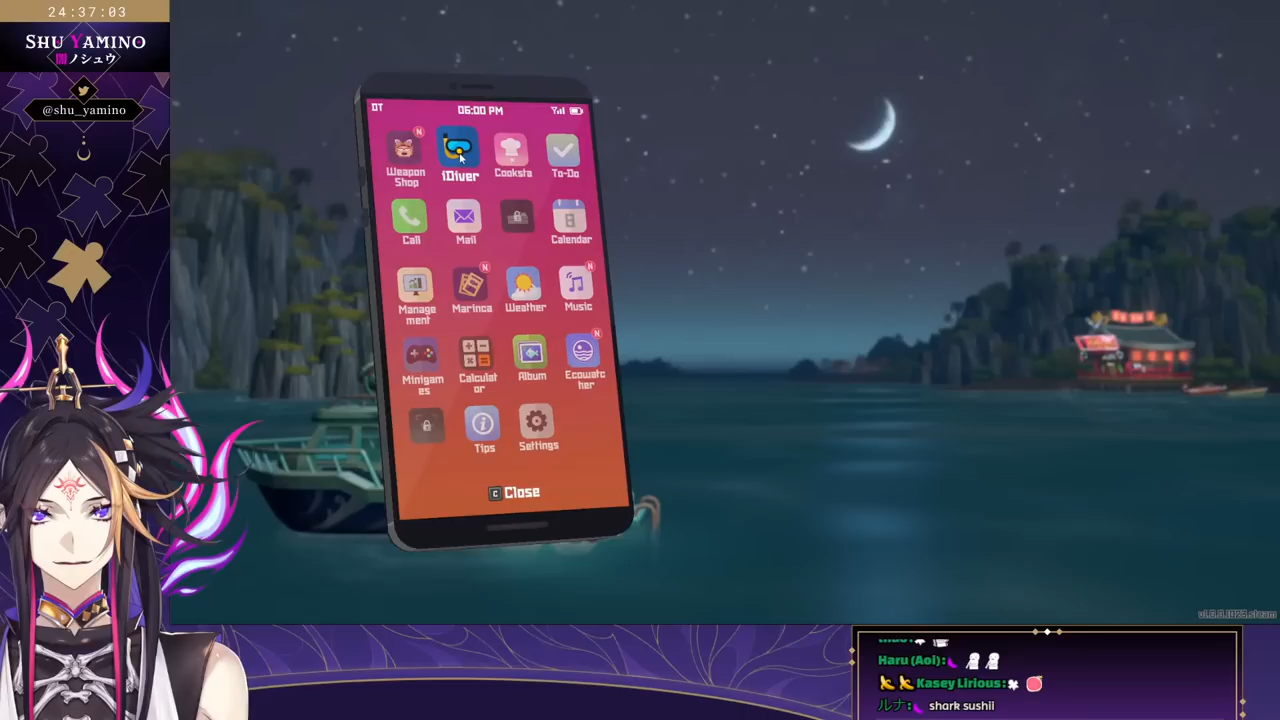 24:37:03
SHU YAMINO
闇ノシュウ
@shu_yamino
DT
06:00 PM
N
Weapon Shop
iDiver
Cooksta
To-Do
Call
Mail
Calendar
Manage
ment
N
Marinca
Weather
N
Music
Minigam
es
Calculat
or
Album
N
Ecowatc
her
Tips
Settings
C Close
Haru (Aoi):
Kasey Lirious:
ルナ: shark sushii